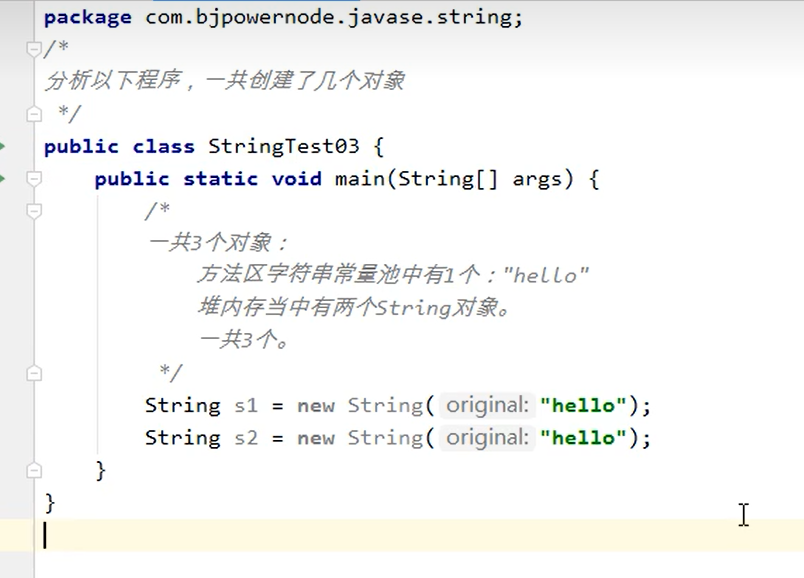 package com.bjpowernode.javase.string;
/*
分析以下程序，一共创建了几个对象
*/
public class StringTest03 {
public static void main(String[] args) {
/*
一共3个对象：
方法区字符串常量池中有1个："hello"
堆内存当中有两个String对象。
一共3个。
*/
String s1 = new String( original: "hello");
String s2 = new String( original: "hello");
}
}